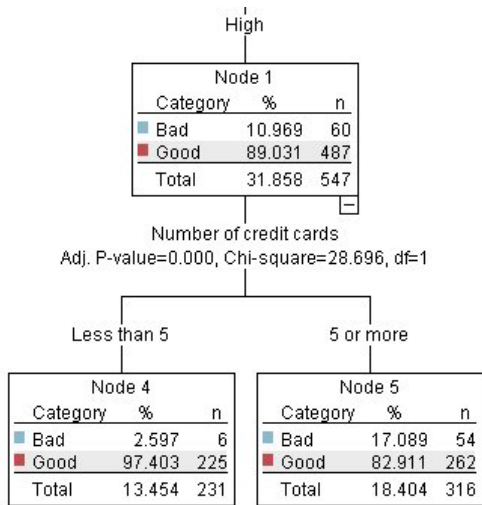 High
Node 1
Category % n
Bad 10.969 60
Good 89.031 487
Total 31.858 547
Number of credit cards
Adj. P-value=0.000, Chi-square=28.696, df=1
Less than 5
5 or more
Node 4
Category % n
Bad 2.597 6
Good 97.403 225
Total 13.454 231
Node 5
Category % n
Bad 17.089 54
Good 82.911 262
Total 18.404 316